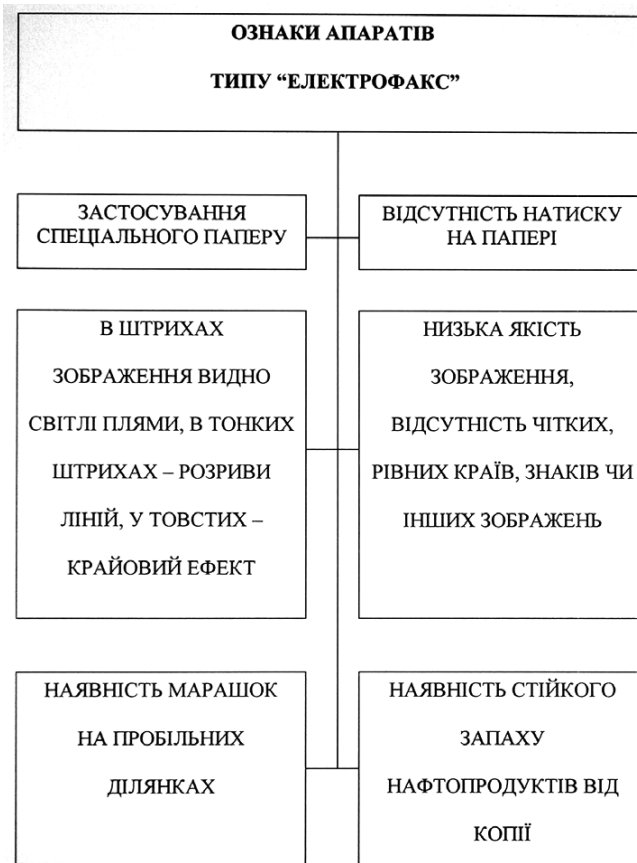 ОЗНАКИ АПАРАТІВ
ТИПУ “ЕЛЕКТРОФАКС”
ЗАСТОСУВАННЯ
СПЕЦІАЛЬНОГО ПАПЕРУ
ВІДСУТНІСТЬ НАТИСКУ
НА ПАПЕРІ
В ШТРИХАХ
ЗОБРАЖЕННЯ ВИДНО
СВІТЛІ ПЛЯМИ, В ТОНКИХ
ШТРИХАХ – РОЗРИВИ
ЛІНІЙ, У ТОВСТИХ –
КРАЙОВИЙ ЕФЕКТ
НИЗЬКА ЯКІСТЬ
ЗОБРАЖЕННЯ,
ВІДСУТНІСТЬ ЧІТКИХ,
РІВНИХ КРАЇВ, ЗНАКІВ ЧИ
ІНШИХ ЗОБРАЖЕНЬ
НАЯВНІСТЬ МАРАШОК
НА ПРОБІЛЬНИХ
ДІЛЯНКАХ
НАЯВНІСТЬ СТІЙКОГО
ЗАПАХУ
НАФТОПРОДУКТІВ ВІД
КОПІЇ